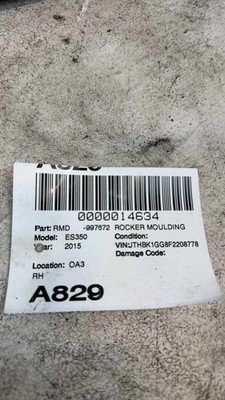 A829
0000014634
Part: RMD -997672 ROCKER MOULDING
Model: ES350 Condition:
Year: 2015 VIN: JTHBK1GG8F2208778
Damage Code:
Location: OA3
RH
A829